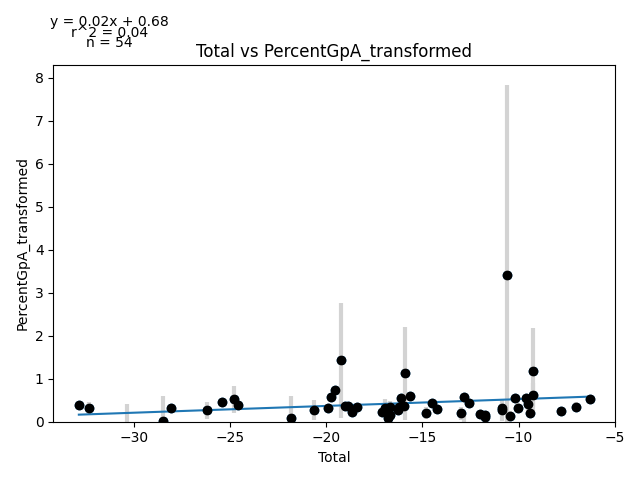 y = 0.02x + 0.68
r^2 = 0.04
n = 54
Total vs PercentGpA_transformed
PercentGpA_transformed
8
7
6
5
4
3
2
1
0
−30
−25
−20
−15
−10
−5
Total